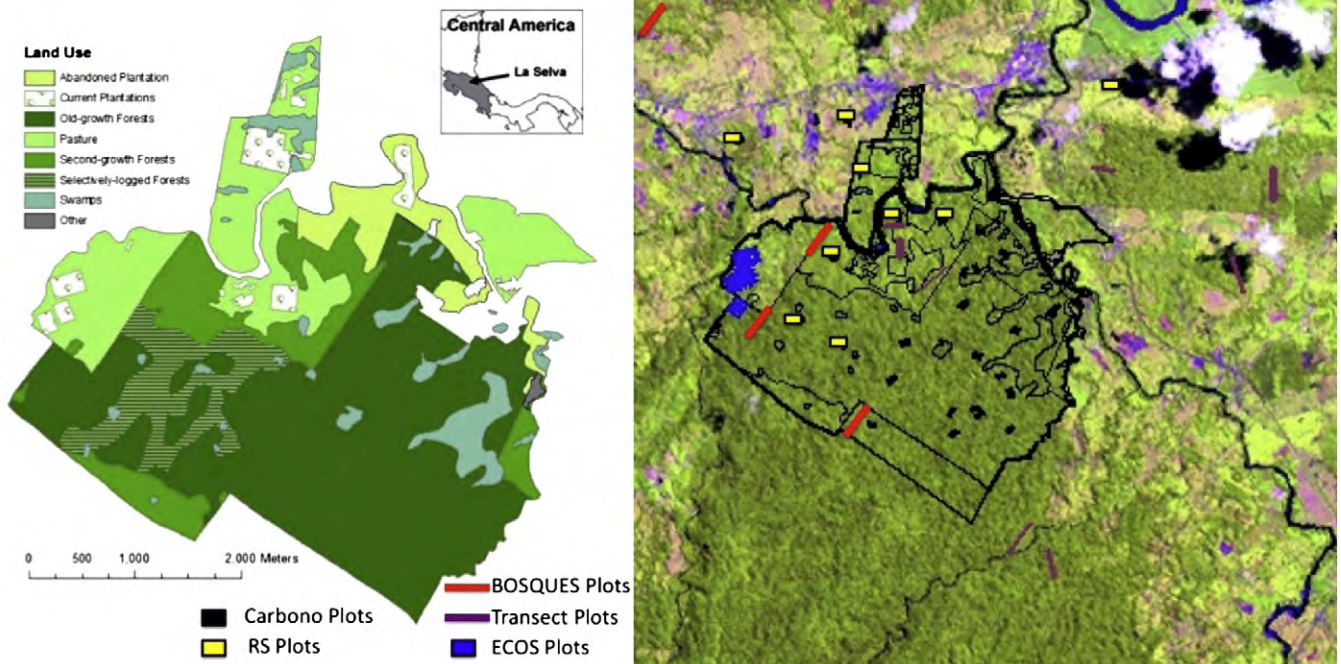 Land Use
Abandoned Plantation
Current Plantations
Old-growth Forests
Pasture
Second-growth Forests
Selectively-logged Forests
Swamps
Other
Central America
La Selva
0 500 1,000 2,000 Meters
Carbono Plots
RS Plots
BOSQUES Plots
Transect Plots
ECOS Plots